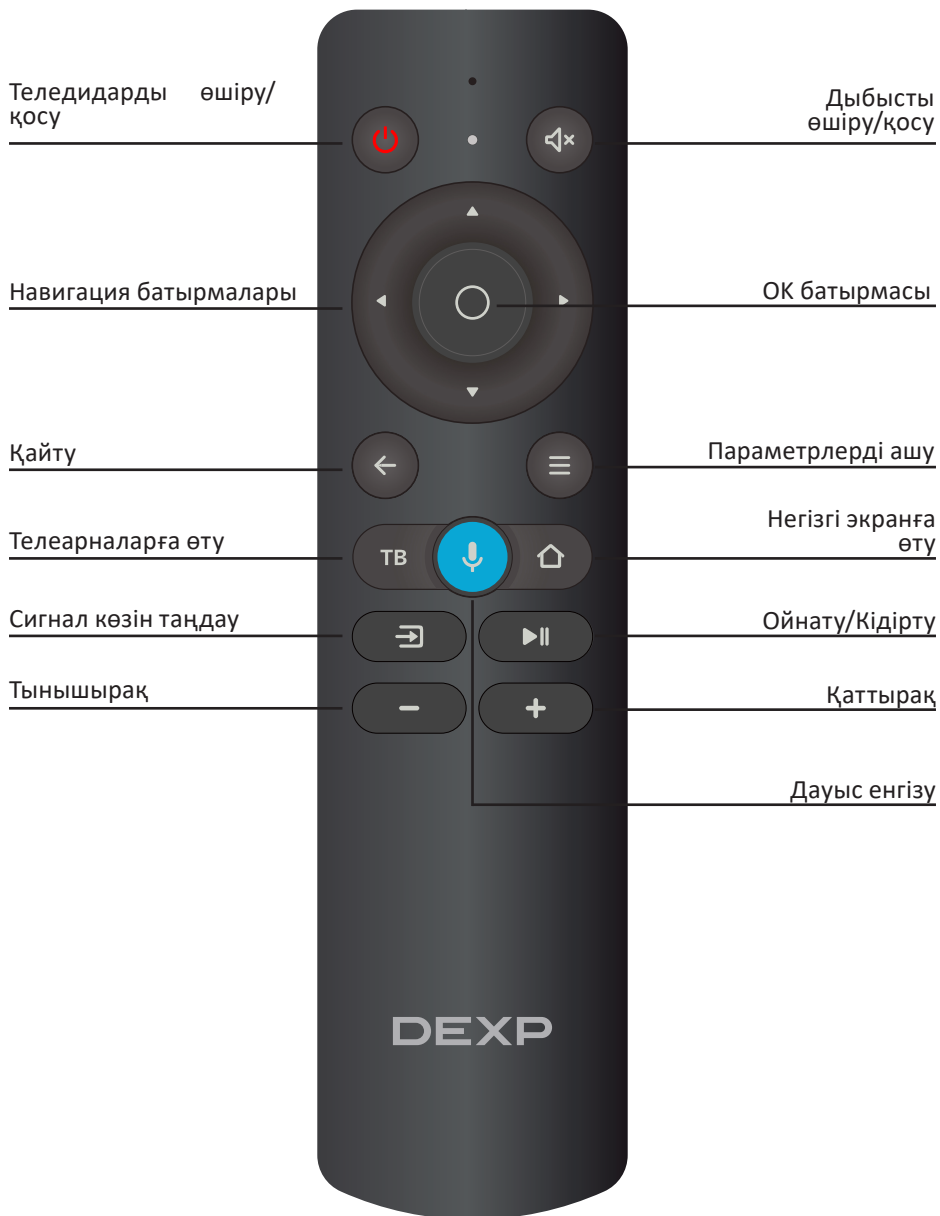 Теледидарды өшіру/
қосу
Дыбысты
өшіру/қосу
Навигация батырмалары
ОК батырмасы
Қайту
Параметрлерді ашу
Телеарналарға өту
ТВ
Негізгі экранға
өту
Сигнал көзін таңдау
Ойнату/Кідірту
Тынышырақ
Қаттырақ
Дауыс енгізу
DEXP